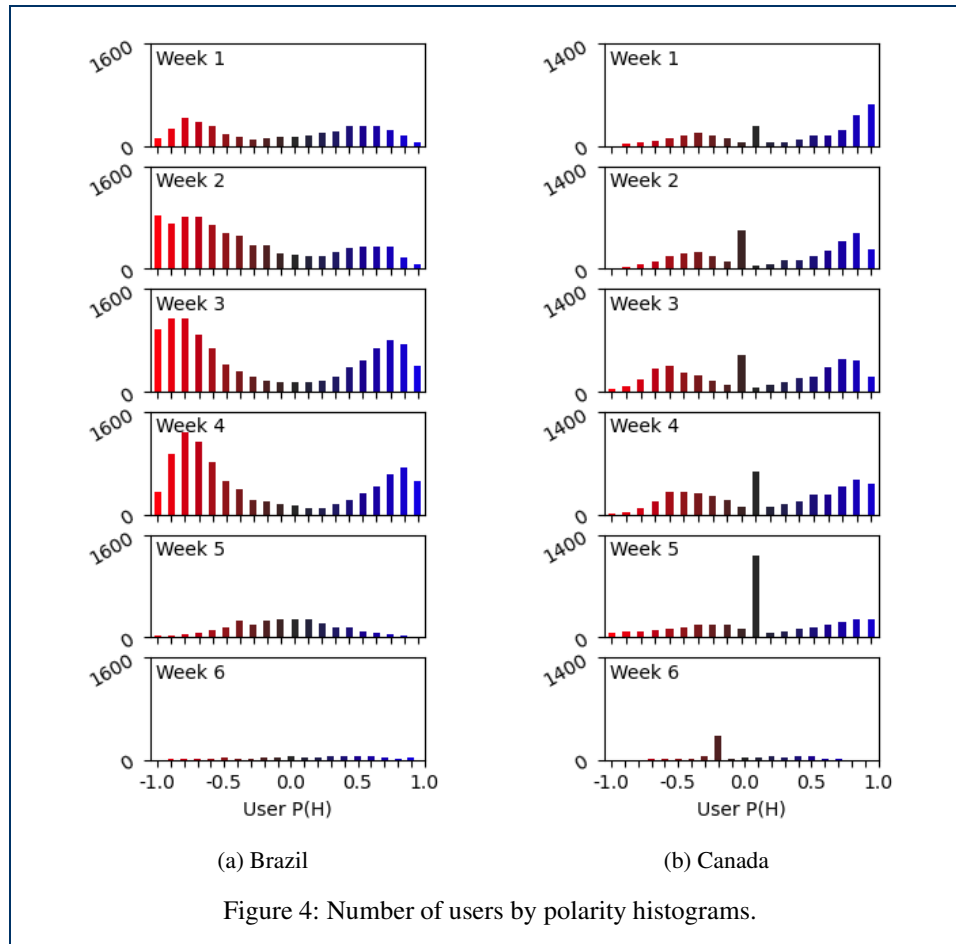 1600
Week 1
0
1600
Week 2
0
1600
Week 3
0
1600
Week 4
0
1600
Week 5
0
1600
Week 6
0
-1.0 -0.5 0.0 0.5 1.0
User P(H)
(a) Brazil
1400
Week 1
0
1400
Week 2
0
1400
Week 3
0
1400
Week 4
0
1400
Week 5
0
1400
Week 6
0
-1.0 -0.5 0.0 0.5 1.0
User P(H)
(b) Canada
Figure 4: Number of users by polarity histograms.